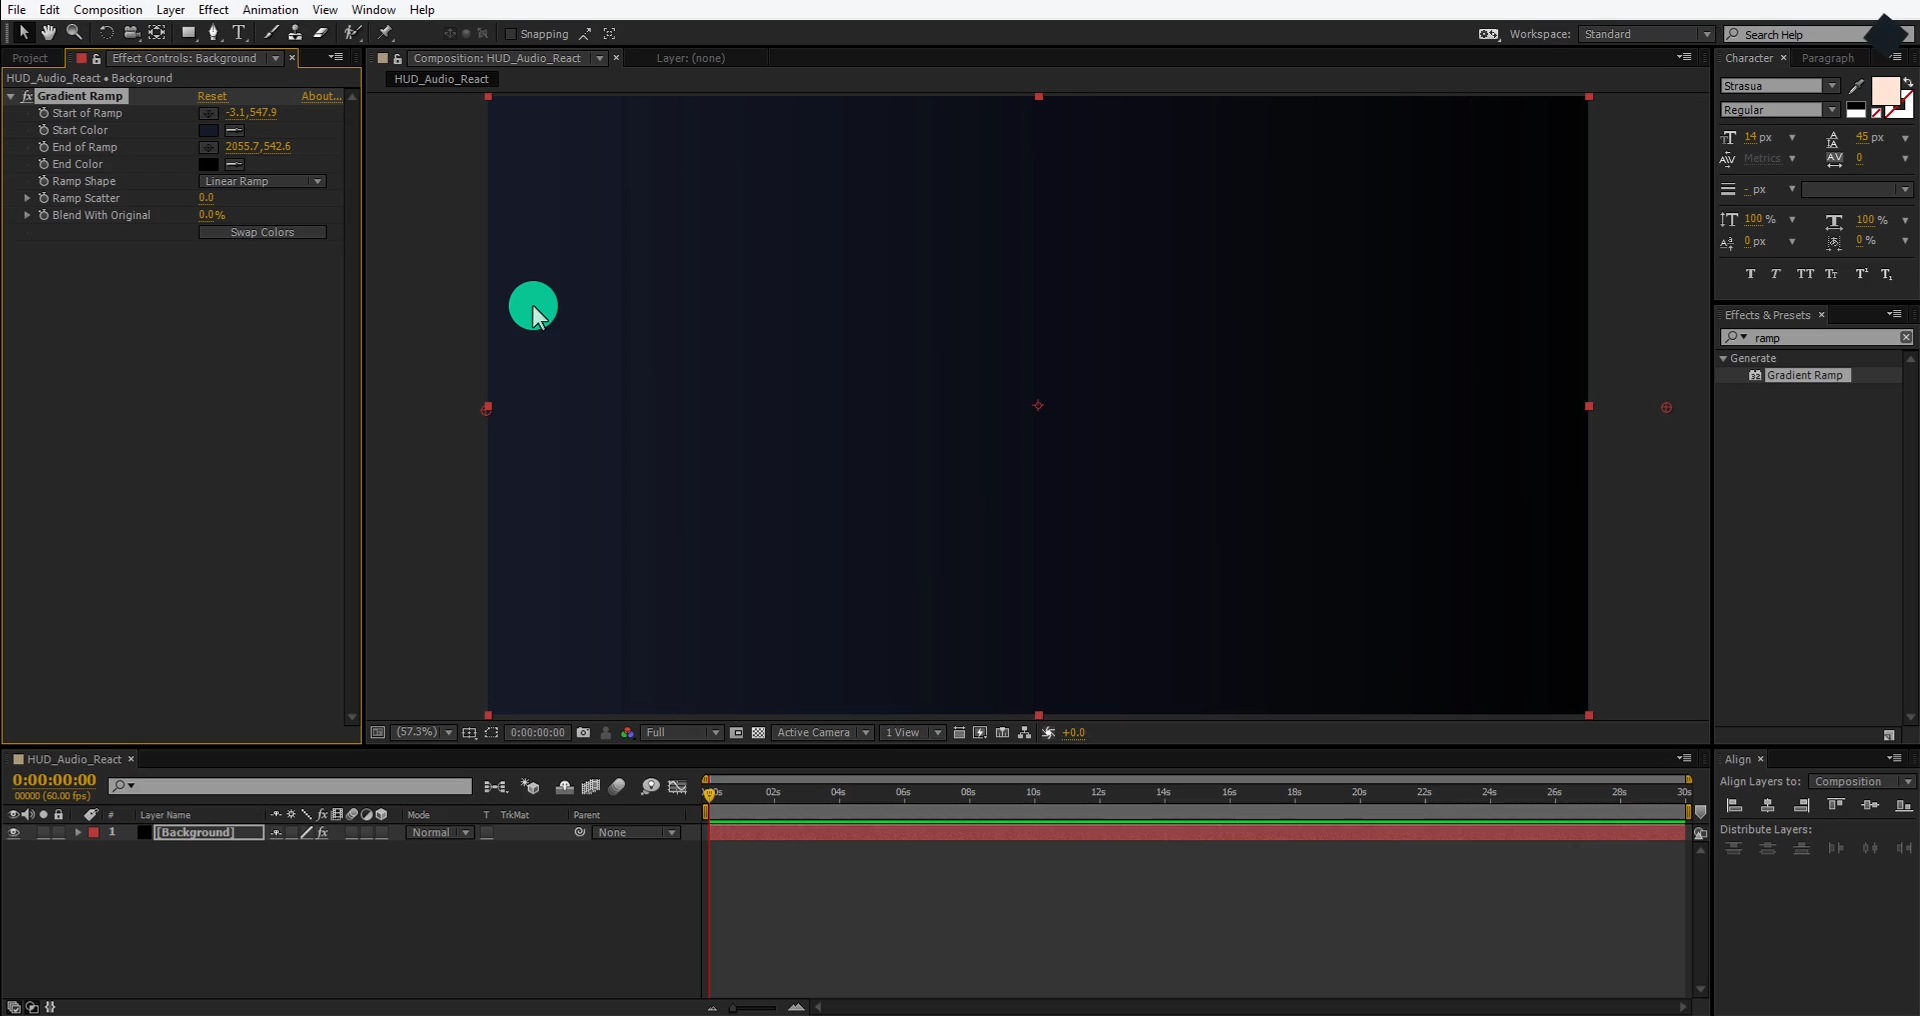 File Edit Composition Layer Effect Animation View Window Help
Snapping
Workspace: Standard
Search Help
Project
Effect Controls: Background
HUD_Audio_React • Background
fx Gradient Ramp Reset About...
Start of Ramp -3.1,547.9
Start Color
End of Ramp 2055.7,542.6
End Color
Ramp Shape Linear Ramp
Ramp Scatter 0.0
Blend With Original 0.0%
Swap Colors
Composition: HUD_Audio_React
Layer: (none)
HUD_Audio_React
(57.3%) 0:00:00:00 Full Active Camera 1 View +0.0
Character Paragraph
Strasua
Regular
14 px 45 px
Metrics 0
- px
100 % 100 %
0 px 0 %
T T TT Tт T¹ T₁
Effects & Presets
ramp
Generate
32 Gradient Ramp
HUD_Audio_React
0:00:00:00
00000 (60.00 fps)
02s 04s 06s 08s 10s 12s 14s 16s 18s 20s 22s 24s 26s 28s 30s
# Layer Name fx Mode T TrkMat Parent
1 [Background] fx Normal None
Align
Align Layers to: Composition
Distribute Layers: